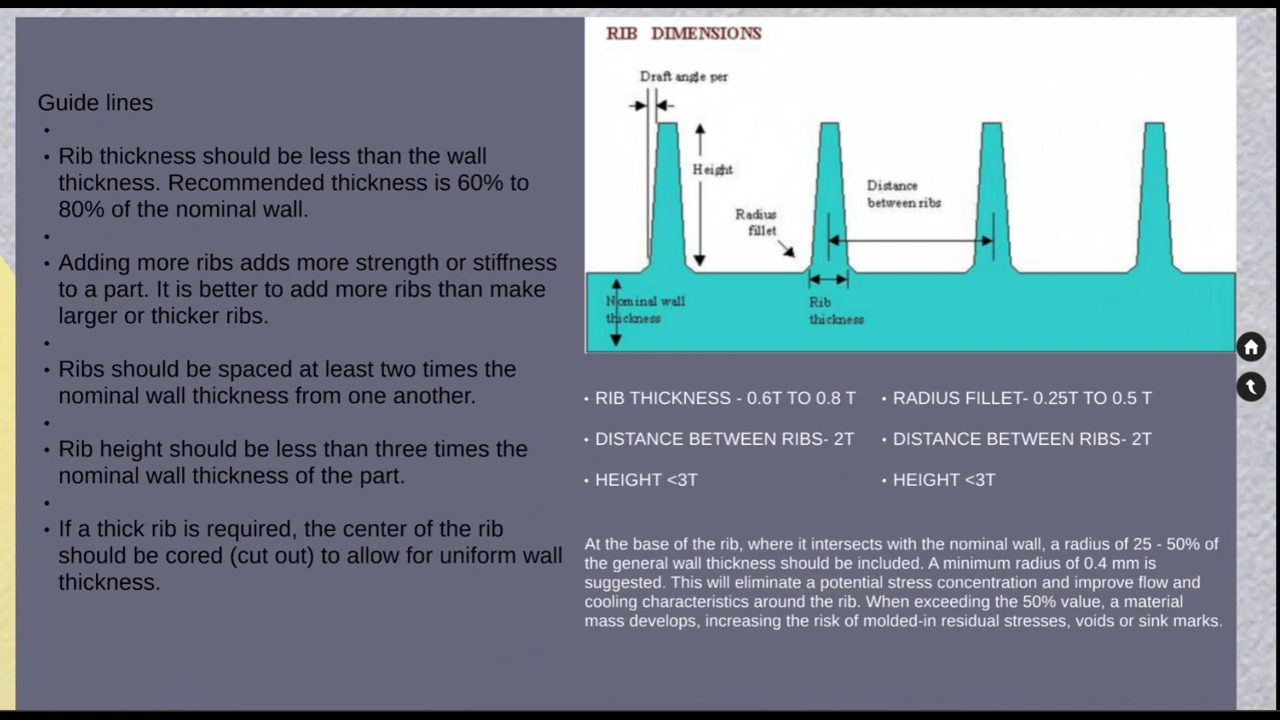 Guide lines
•
• Rib thickness should be less than the wall
thickness. Recommended thickness is 60% to
80% of the nominal wall.
•
• Adding more ribs adds more strength or stiffness
to a part. It is better to add more ribs than make
larger or thicker ribs.
•
• Ribs should be spaced at least two times the
nominal wall thickness from one another.
•
• Rib height should be less than three times the
nominal wall thickness of the part.
•
• If a thick rib is required, the center of the rib
should be cored (cut out) to allow for uniform wall
thickness.
RIB DIMENSIONS
Draft angle per
Height
Distance
between ribs
Radius
fillet
Nominal wall
thickness
Rib
thickness
• RIB THICKNESS - 0.6T TO 0.8 T
• DISTANCE BETWEEN RIBS- 2T
• HEIGHT <3T
• RADIUS FILLET- 0.25T TO 0.5 T
• DISTANCE BETWEEN RIBS- 2T
• HEIGHT <3T
At the base of the rib, where it intersects with the nominal wall, a radius of 25 - 50% of
the general wall thickness should be included. A minimum radius of 0.4 mm is
suggested. This will eliminate a potential stress concentration and improve flow and
cooling characteristics around the rib. When exceeding the 50% value, a material
mass develops, increasing the risk of molded-in residual stresses, voids or sink marks.